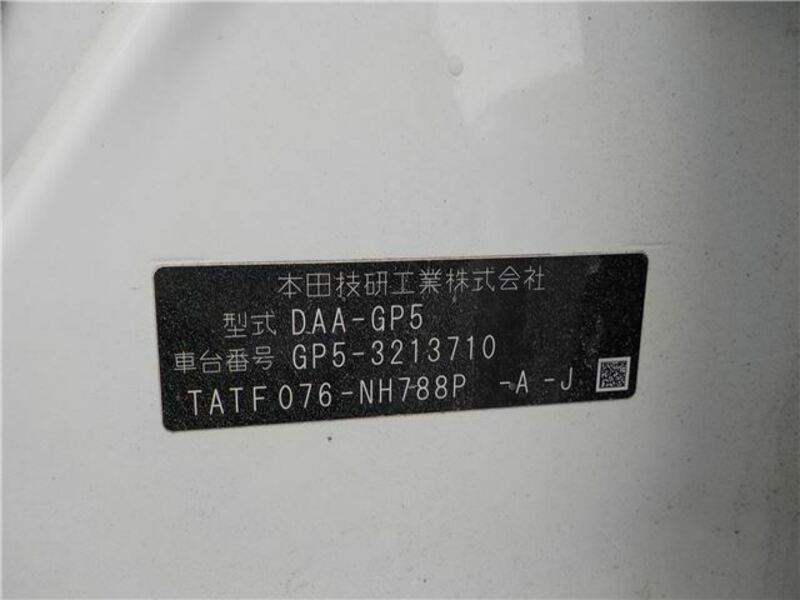 本田技研工業株式会社
型式 DAA-GP5
車台番号 GP5-3213710
TATF076-NH788P -A -J